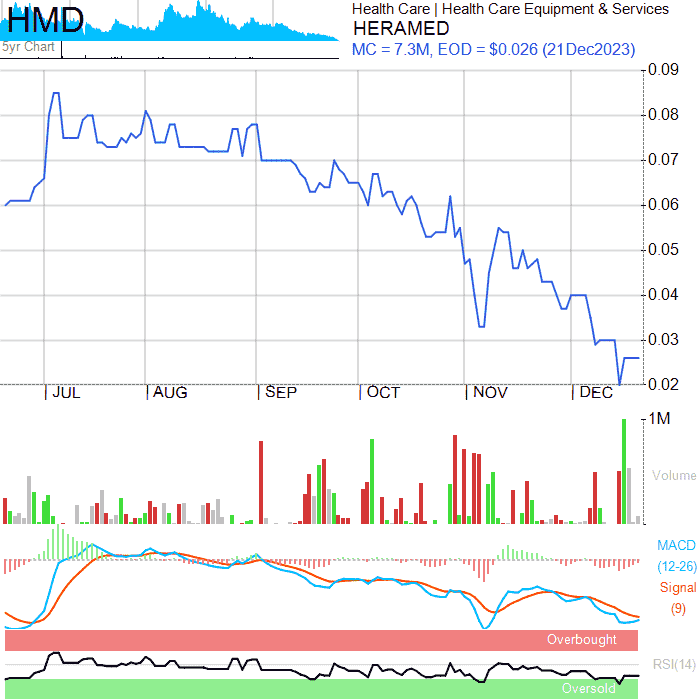 HMD
5yr Chart
Health Care | Health Care Equipment & Services
HERAMED
MC = 7.3M, EOD = $0.026 (21Dec2023)
0.09
0.08
0.07
0.06
0.05
0.04
0.03
0.02
JUL AUG SEP OCT NOV DEC
1M
Volume
MACD
(12-26)
Signal
(9)
Overbought
RSI(14)
Oversold